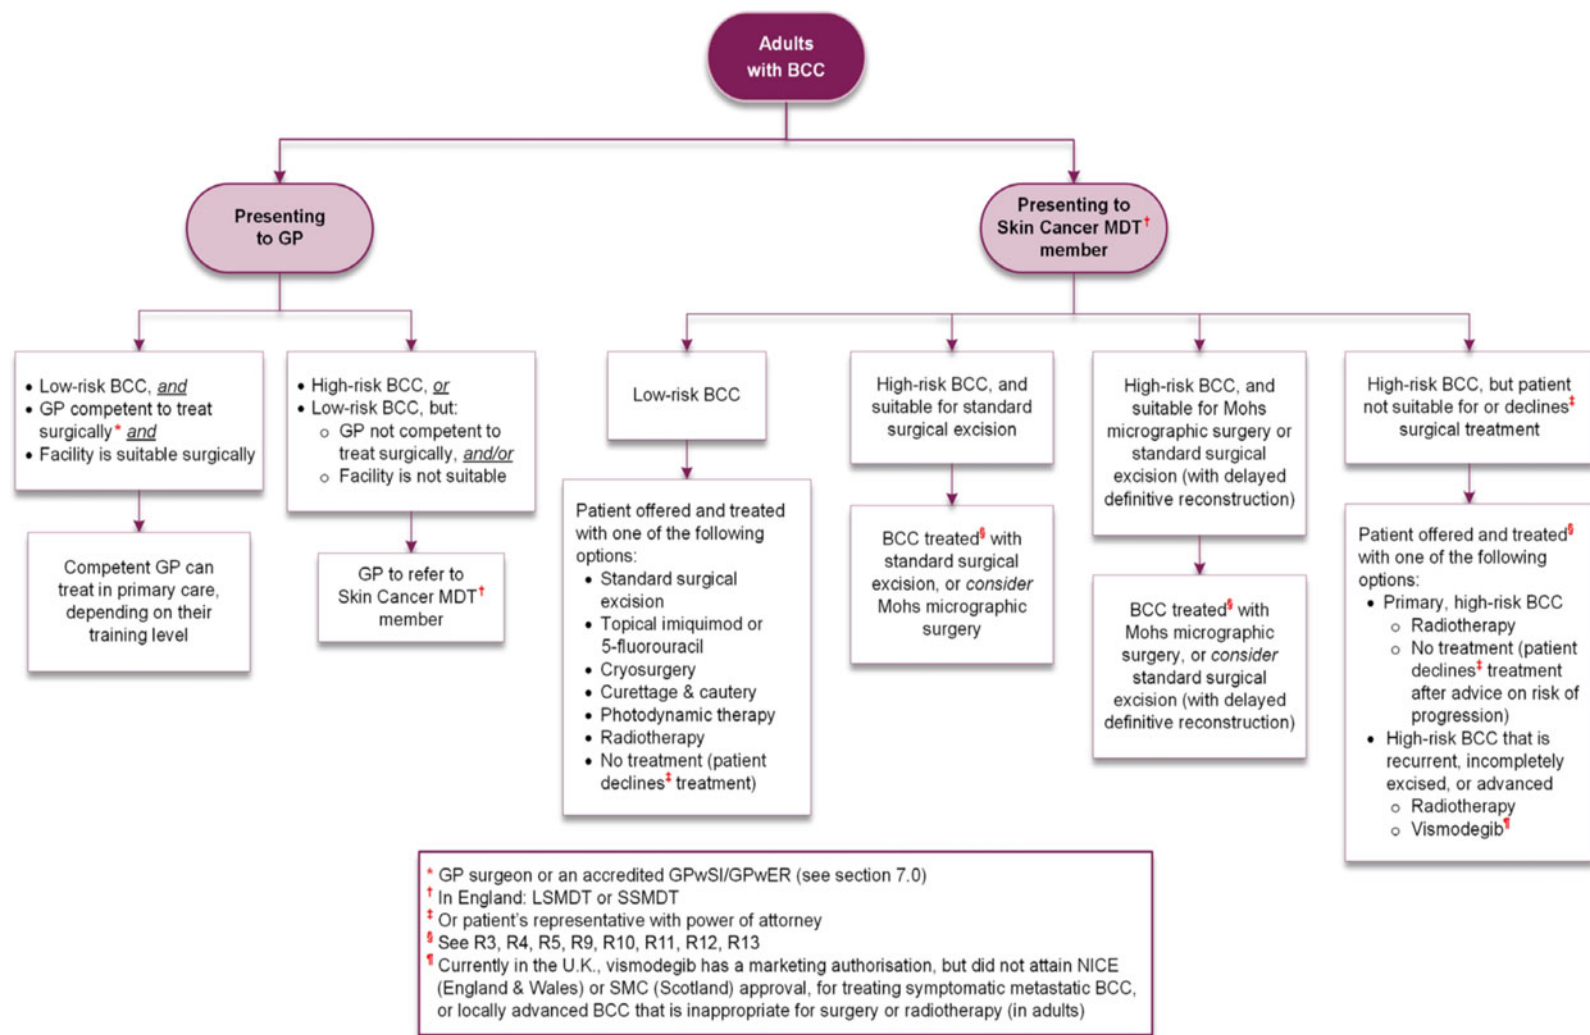 Adults
with BCC
Presenting
to GP
Presenting to
Skin Cancer MDT†
member
• Low-risk BCC, and
• GP competent to treat
surgically* and
• Facility is suitable surgically
• High-risk BCC, or
• Low-risk BCC, but:
o GP not competent to
treat surgically, and/or
o Facility is not suitable
Low-risk BCC
High-risk BCC, and
suitable for standard
surgical excision
High-risk BCC, and
suitable for Mohs
micrographic surgery or
standard surgical
excision (with delayed
definitive reconstruction)
High-risk BCC, but patient
not suitable for or declines‡
surgical treatment
Competent GP can
treat in primary care,
depending on their
training level
GP to refer to
Skin Cancer MDT†
member
Patient offered and treated
with one of the following
options:
• Standard surgical
excision
• Topical imiquimod or
5-fluorouracil
• Cryosurgery
• Curettage & cautery
• Photodynamic therapy
• Radiotherapy
• No treatment (patient
declines‡ treatment)
BCC treated§ with
standard surgical
excision, or consider
Mohs micrographic
surgery
BCC treated§ with
Mohs micrographic
surgery, or consider
standard surgical
excision (with delayed
definitive reconstruction)
Patient offered and treated§
with one of the following
options:
• Primary, high-risk BCC
o Radiotherapy
o No treatment (patient
declines‡ treatment
after advice on risk of
progression)
• High-risk BCC that is
recurrent, incompletely
excised, or advanced
o Radiotherapy
o Vismodegib¶
* GP surgeon or an accredited GPwSI/GPwER (see section 7.0)
† In England: LSMDT or SSMDT
‡ Or patient's representative with power of attorney
§ See R3, R4, R5, R9, R10, R11, R12, R13
¶ Currently in the U.K., vismodegib has a marketing authorisation, but did not attain NICE
(England & Wales) or SMC (Scotland) approval, for treating symptomatic metastatic BCC,
or locally advanced BCC that is inappropriate for surgery or radiotherapy (in adults)